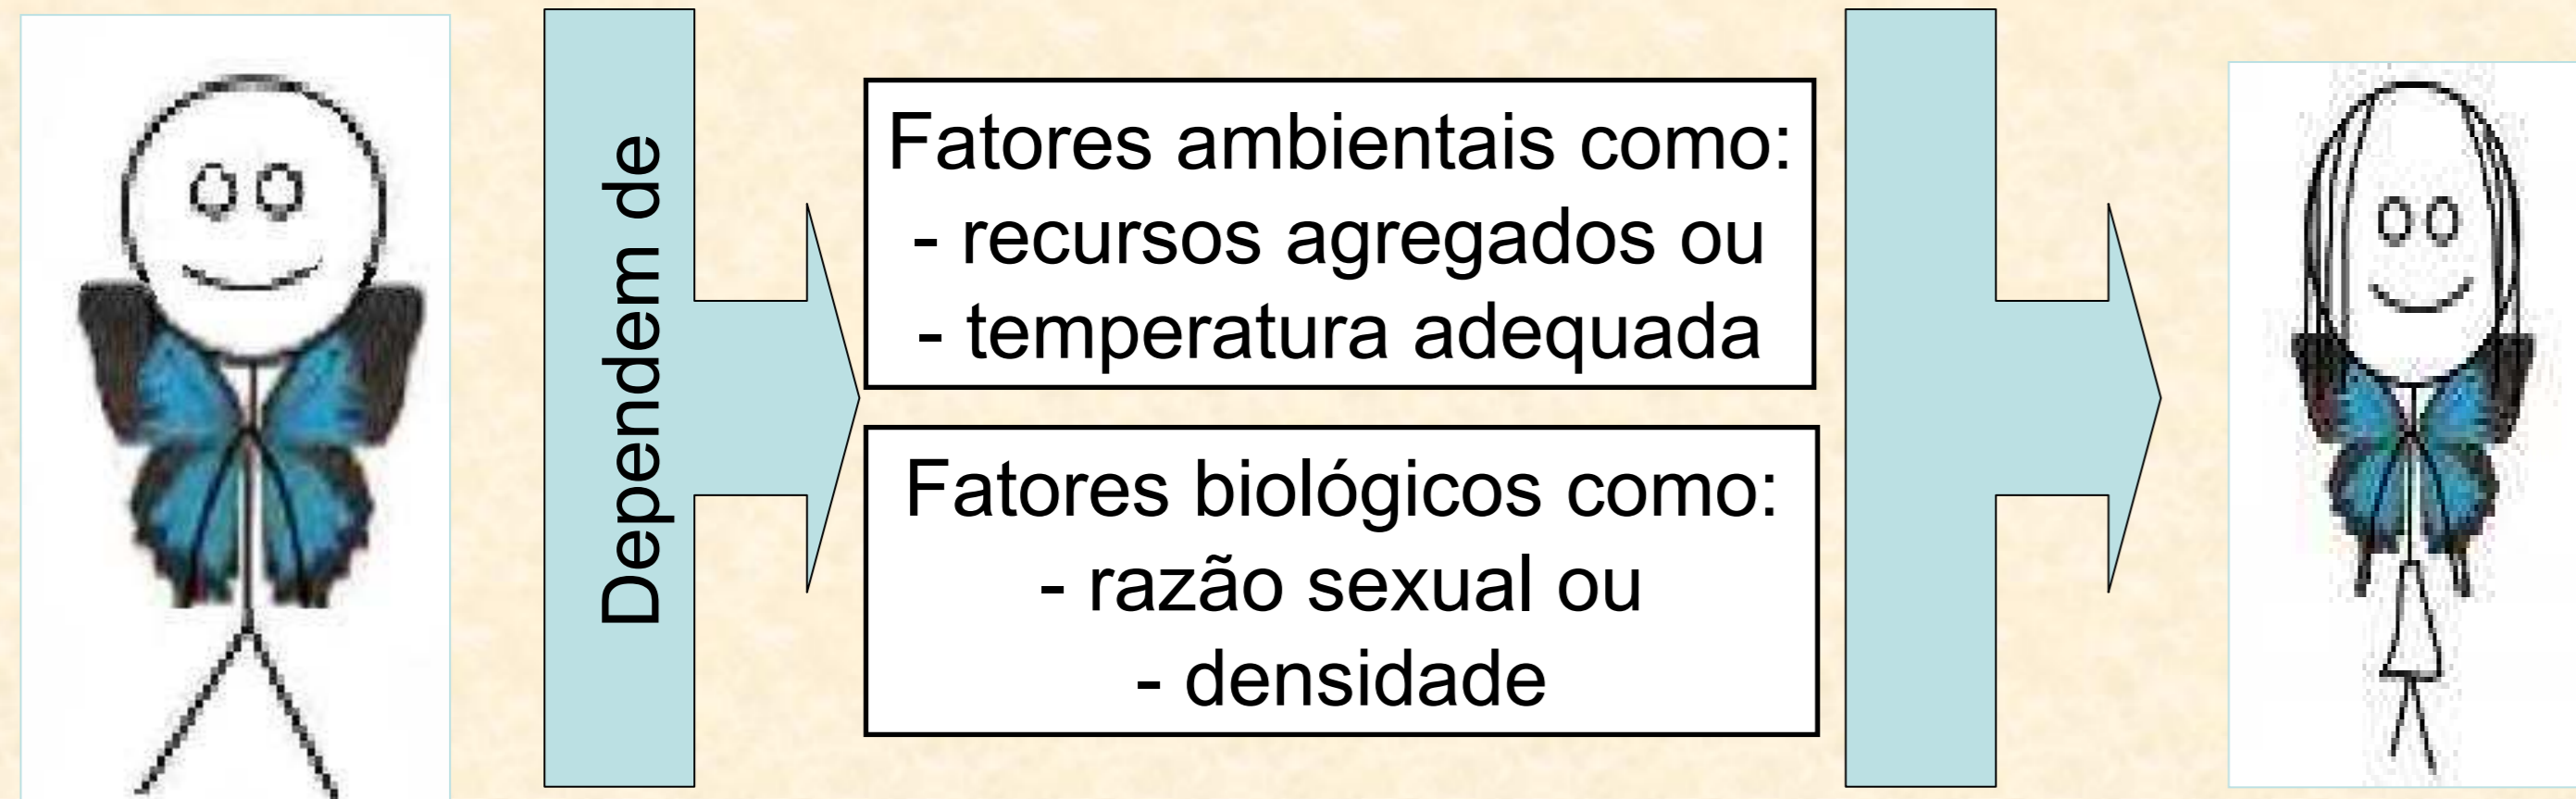 Dependem de
Fatores ambientais como:
- recursos agregados ou
- temperatura adequada
Fatores biológicos como:
- razão sexual ou
- densidade